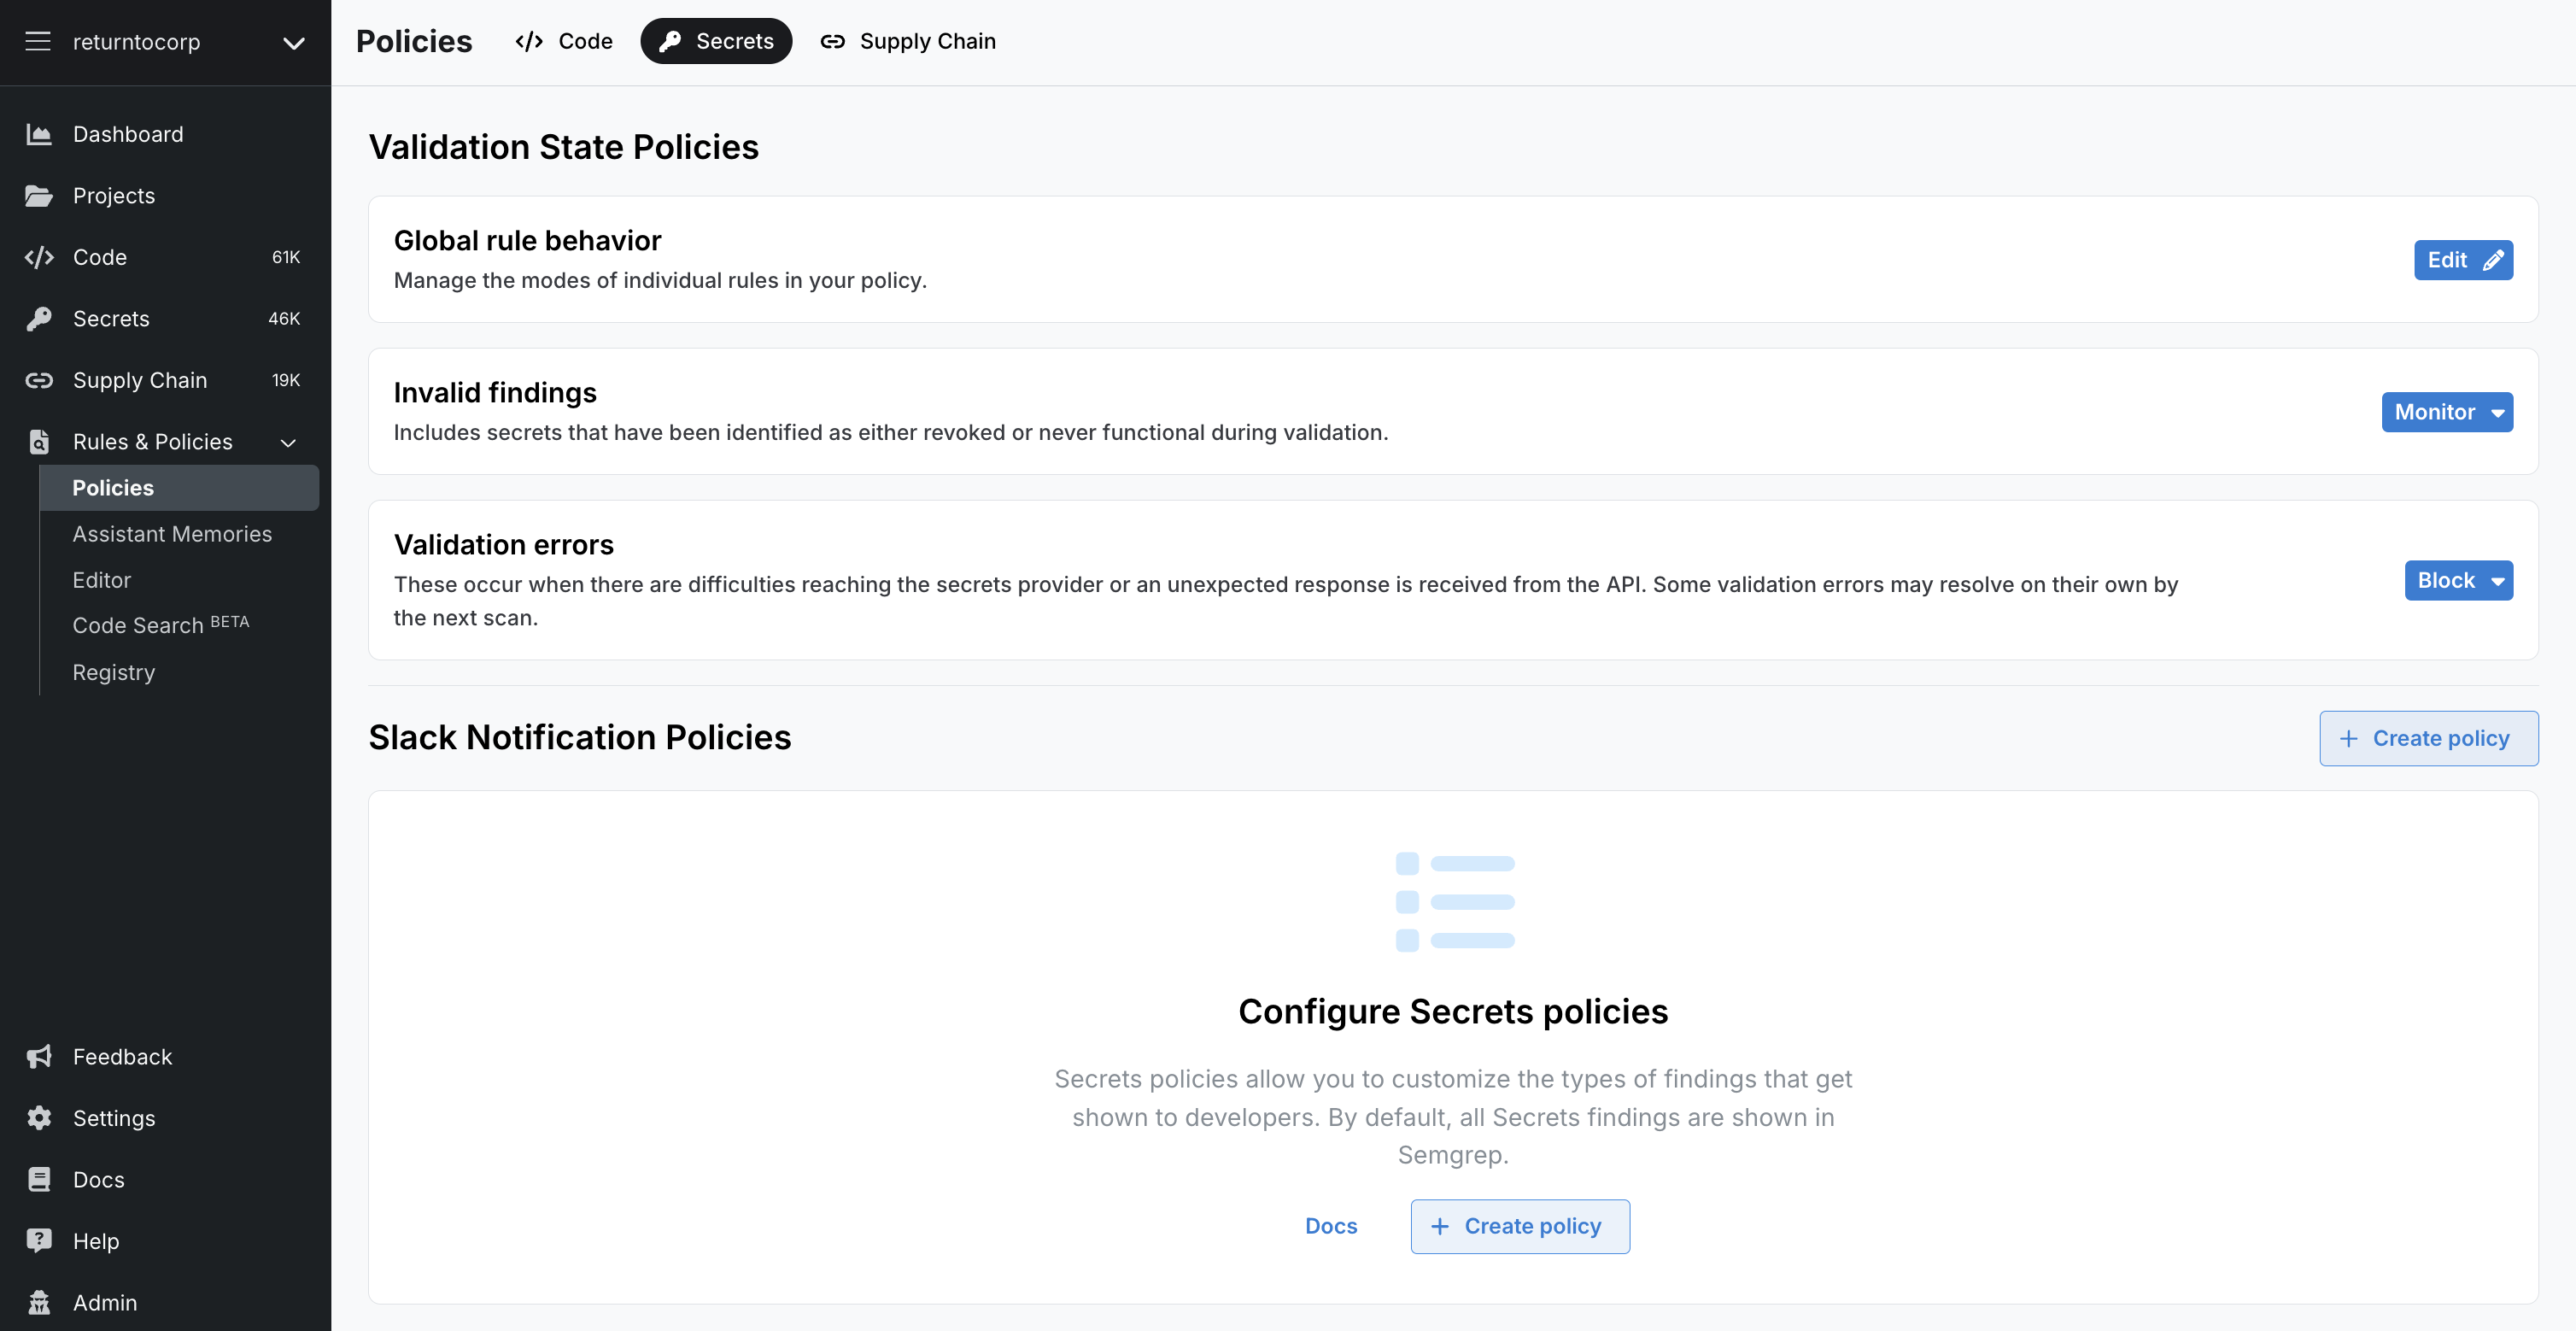 returntocorp
Dashboard
Projects
Code 61K
Secrets 46K
Supply Chain 19K
Rules & Policies
Policies
Assistant Memories
Editor
Code Search BETA
Registry
Feedback
Settings
Docs
Help
Admin
Policies Code Secrets Supply Chain
Validation State Policies
Global rule behavior
Manage the modes of individual rules in your policy.
Edit
Invalid findings
Includes secrets that have been identified as either revoked or never functional during validation.
Monitor
Validation errors
These occur when there are difficulties reaching the secrets provider or an unexpected response is received from the API. Some validation errors may resolve on their own by
the next scan.
Block
Slack Notification Policies
Create policy
Configure Secrets policies
Secrets policies allow you to customize the types of findings that get
shown to developers. By default, all Secrets findings are shown in
Semgrep.
Docs Create policy